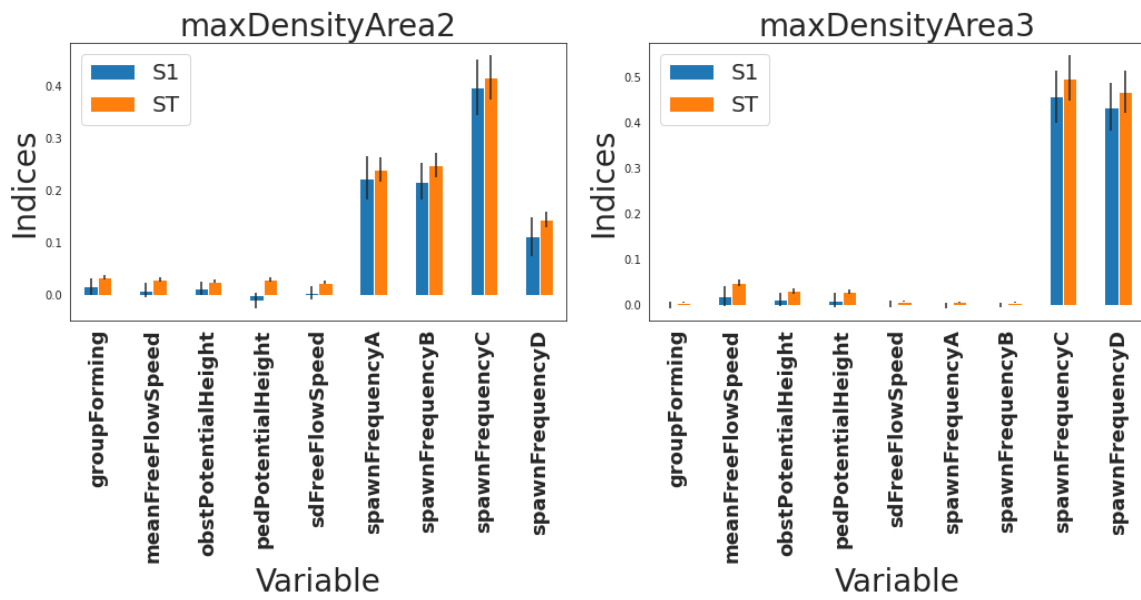 maxDensityArea2
S1
ST
Indices
0.4
0.3
0.2
0.1
0.0
groupForming
meanFreeFlowSpeed
obstPotentialHeight
pedPotentialHeight
sdFreeFlowSpeed
spawnFrequencyA
spawnFrequencyB
spawnFrequencyC
spawnFrequencyD
Variable
maxDensityArea3
S1
ST
Indices
0.5
0.4
0.3
0.2
0.1
0.0
groupForming
meanFreeFlowSpeed
obstPotentialHeight
pedPotentialHeight
sdFreeFlowSpeed
spawnFrequencyA
spawnFrequencyB
spawnFrequencyC
spawnFrequencyD
Variable